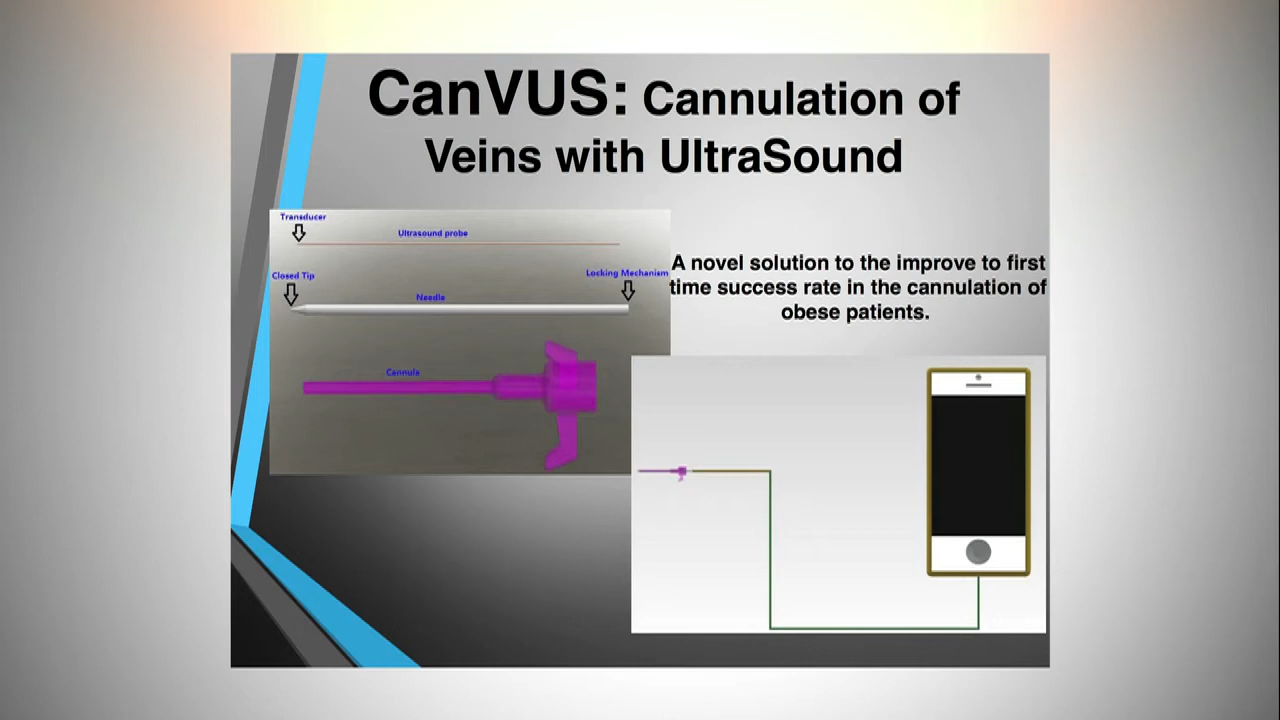 CanVUS: Cannulation of
Veins with UltraSound
Transducer
Ultrasound probe
Closed Tip
Locking Mechanism
Needle
Cannula
A novel solution to the improve to first
time success rate in the cannulation of
obese patients.